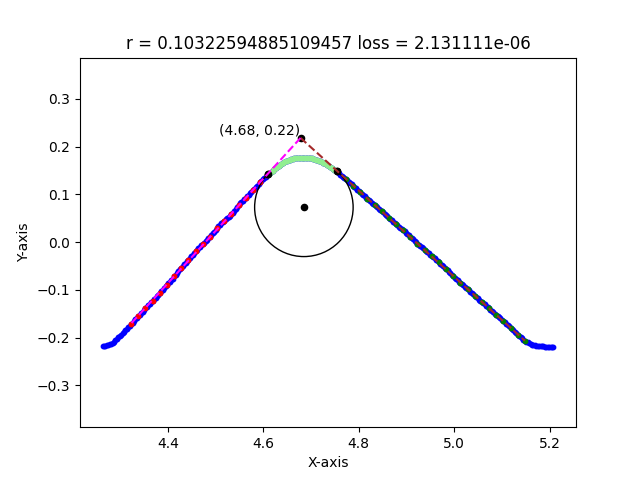 r = 0.10322594885109457 loss = 2.131111e-06
(4.68, 0.22)
Y-axis
0.3
0.2
0.1
0.0
−0.1
−0.2
−0.3
4.4 4.6 4.8 5.0 5.2
X-axis